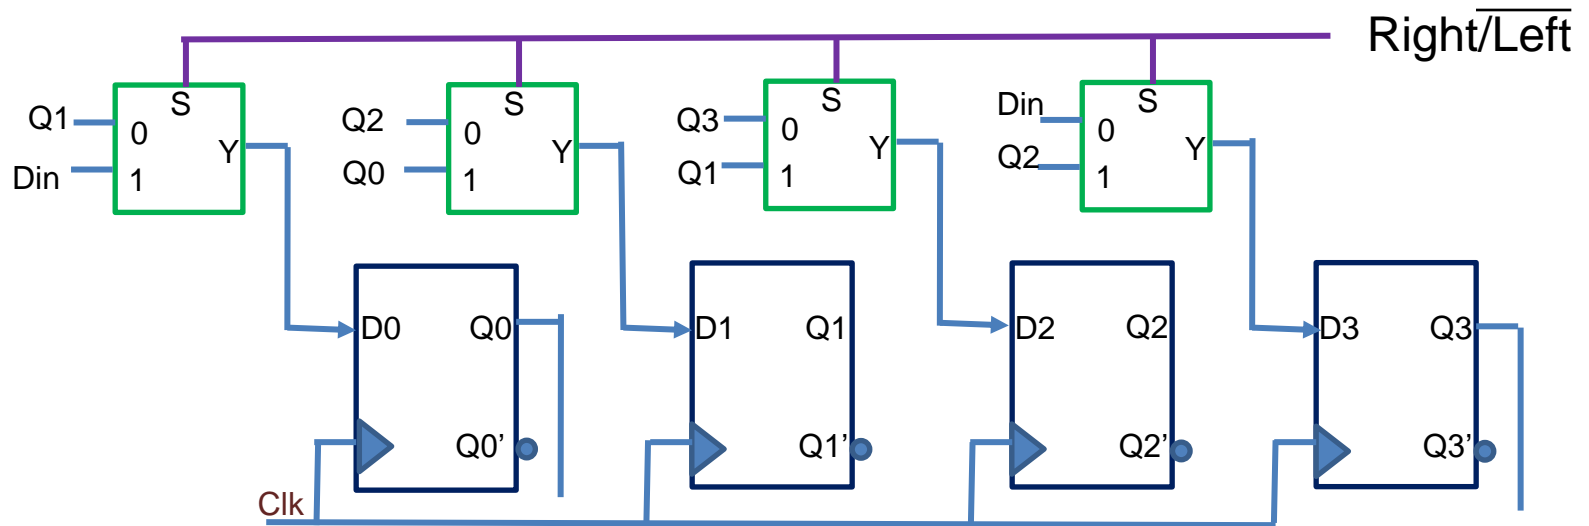 Right/Left
S
S
S
S
Q1
0
Y
Din
1
Q2
0
Y
Q0
1
Q3
0
Y
Q1
1
Din
0
Y
Q2
1
D0
Q0
D1
Q1
D2
Q2
D3
Q3
Q0’
Q1’
Q2’
Q3’
Clk